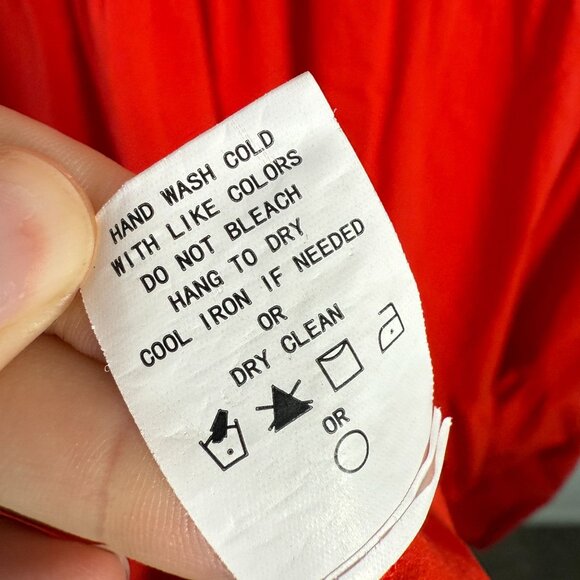 HAND WASH COLD
WITH LIKE COLORS
DO NOT BLEACH
HANG TO DRY
COOL IRON IF NEEDED
OR
DRY CLEAN
OR